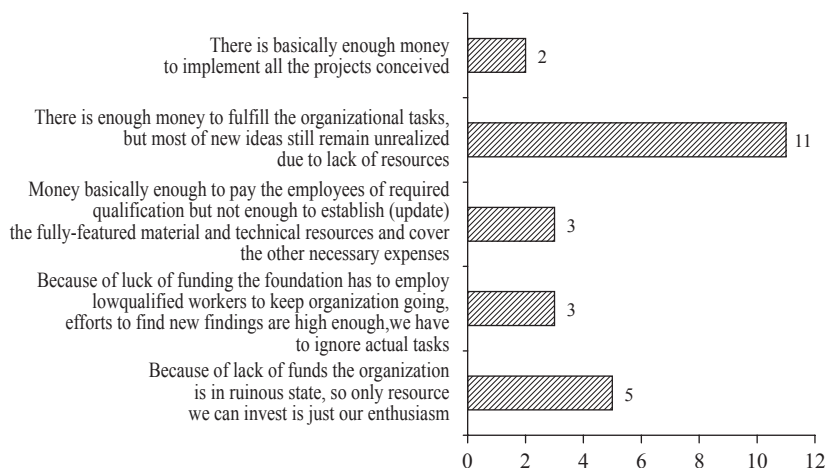 There is basically enough money
to implement all the projects conceived
2
There is enough money to fulfill the organizational tasks,
but most of new ideas still remain unrealized
due to lack of resources
11
Money basically enough to pay the employees of required
qualification but not enough to establish (update)
the fully-featured material and technical resources and cover
the other necessary expenses
3
Because of luck of funding the foundation has to employ
lowqualified workers to keep organization going,
efforts to find new findings are high enough,we have
to ignore actual tasks
3
Because of lack of funds the organization
is in ruinous state, so only resource
we can invest is just our enthusiasm
5
0 2 4 6 8 10 12